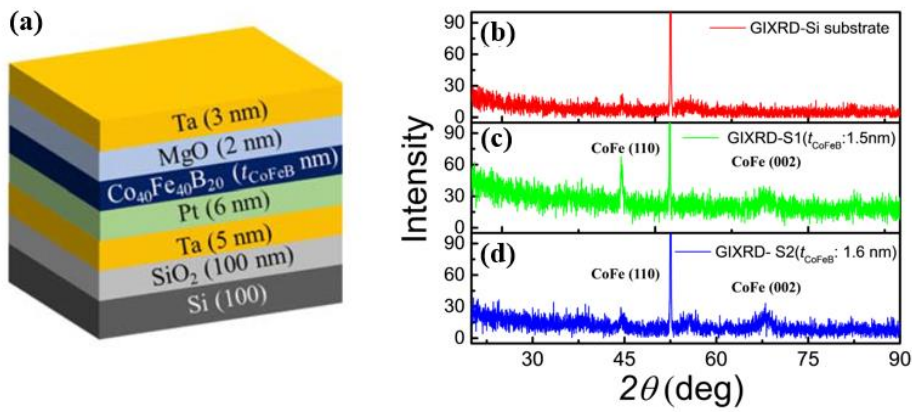 (a)
Ta (3 nm)
MgO (2 nm)
Co₄₀Fe₄₀B₂₀ (t_CoFeB nm)
Pt (6 nm)
Ta (5 nm)
SiO₂ (100 nm)
Si (100)
Intensity
90
60
30
0
(b)
GIXRD-Si substrate
90
60
30
0
(c)
GIXRD-S1(t_CoFeB:1.5nm)
CoFe (110)
CoFe (002)
90
60
30
0
(d)
GIXRD- S2(t_CoFeB: 1.6 nm)
CoFe (110)
CoFe (002)
30
45
60
75
90
2θ (deg)